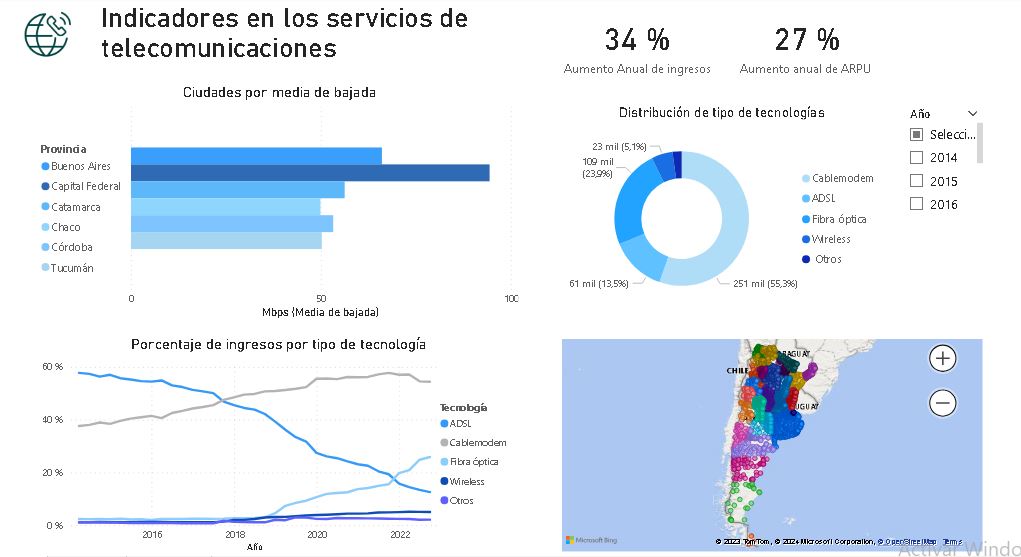 Indicadores en los servicios de
telecomunicaciones
34 %
Aumento Anual de ingresos
27 %
Aumento anual de ARPU
Ciudades por media de bajada
Provincia
Buenos Aires
Capital Federal
Catamarca
Chaco
Córdoba
Tucumán
0
50
100
Mbps (Media de bajada)
Distribución de tipo de tecnologías
23 mil (5,1%)
109 mil
(23,9%)
61 mil (13,5%)
251 mil (55,3%)
Cablemodem
ADSL
Fibra óptica
Wireless
Otros
Año
Selecci...
2014
2015
2016
Porcentaje de ingresos por tipo de tecnología
60 %
40 %
20 %
0 %
2016
2018
2020
2022
Año
Tecnología
ADSL
Cablemodem
Fibra óptica
Wireless
Otros
CHILE
RAGUAY
UGUAY
Microsoft Bing
© 2023 TomTom, © 2024 Microsoft Corporation, © OpenStreetMap Terms
Activar Windo